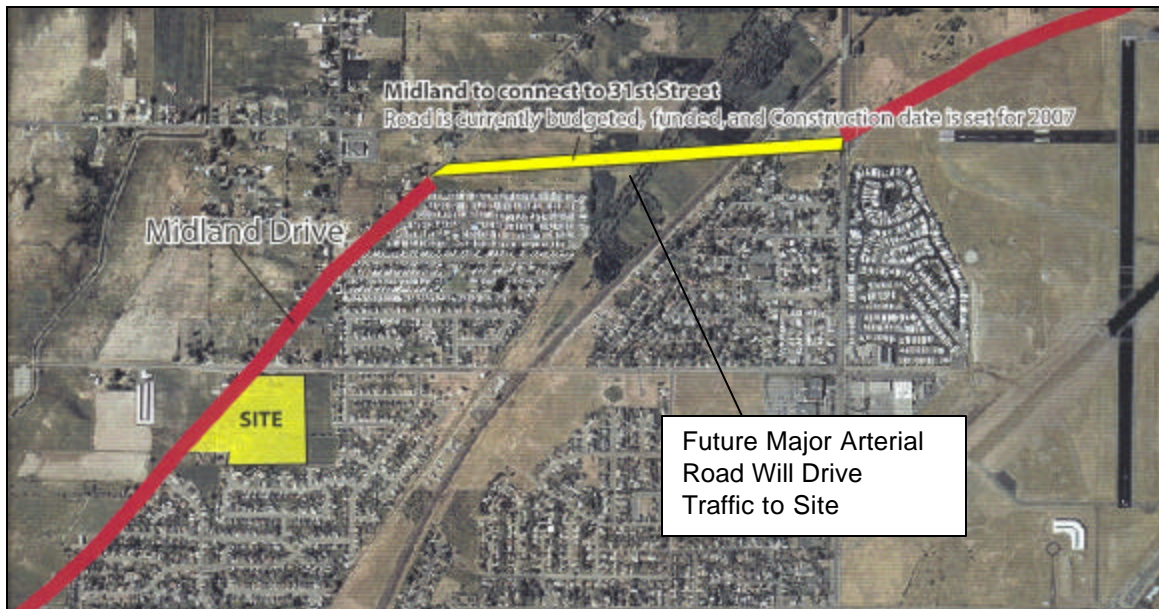 Midland to connect to 31st Street
Road is currently budgeted, funded, and Construction date is set for 2007
Midland Drive
SITE
Future Major Arterial
Road Will Drive
Traffic to Site